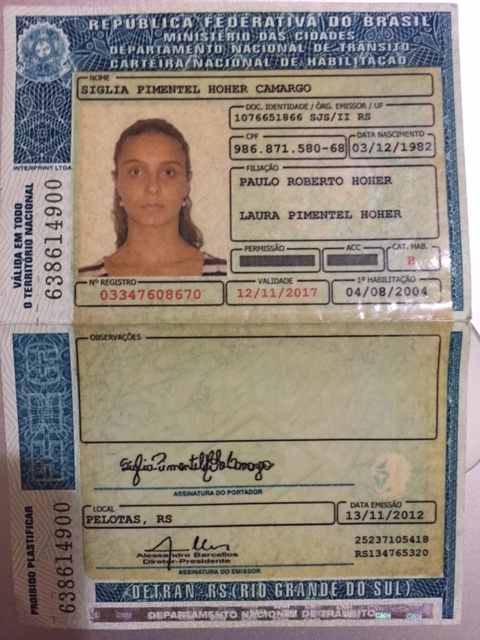 REPÚBLICA FEDERATIVA DO BRASIL
MINISTÉRIO DAS CIDADES
DEPARTAMENTO NACIONAL DE TRÂNSITO
CARTEIRA NACIONAL DE HABILITAÇÃO
NOME
SIGLIA PIMENTEL HOHER CAMARGO
DOC. IDENTIDADE / ÓRG. EMISSOR / UF
1076651866 SJS/II RS
CPF
DATA NASCIMENTO
986.871.580-68
03/12/1982
FILIAÇÃO
PAULO ROBERTO HOHER
LAURA PIMENTEL HOHER
PERMISSÃO
ACC
CAT. HAB.
B
Nº REGISTRO
VALIDADE
1ª HABILITAÇÃO
03347608670
12/11/2017
04/08/2004
INTERPRINT LTDA
VÁLIDA EM TODO
O TERRITÓRIO NACIONAL
638614900
OBSERVAÇÕES
Siglia Pimentel H Camargo
ASSINATURA DO PORTADOR
LOCAL
DATA EMISSÃO
PELOTAS, RS
13/11/2012
25237105418
RS134765320
Alessandro Barcellos
Diretor-Presidente
ASSINATURA DO EMISSOR
PROIBIDO PLASTIFICAR
638614900
DETRAN RS (RIO GRANDE DO SUL)
DEPARTAMENTO NACIONAL DE TRÂNSITO